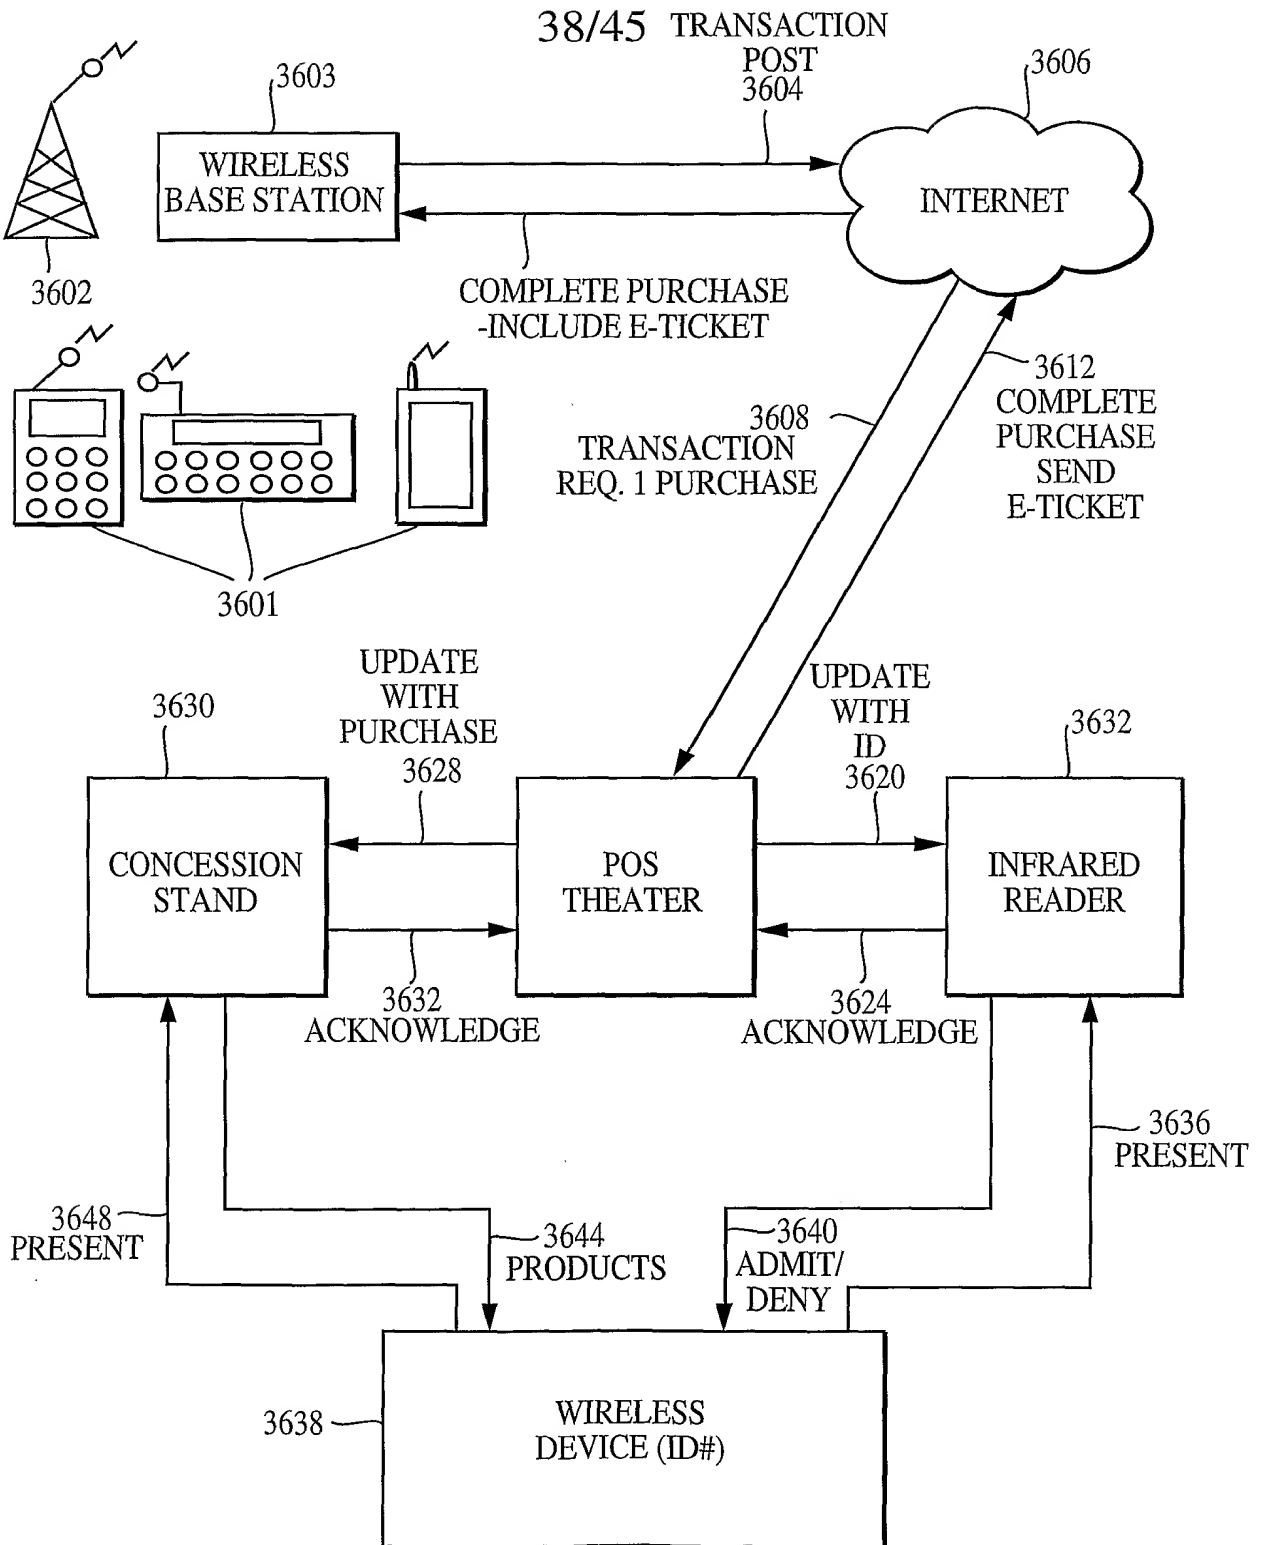 38/45
TRANSACTION
POST
3604
3603
3606
WIRELESS
BASE STATION
INTERNET
3602
COMPLETE PURCHASE
-INCLUDE E-TICKET
3612
COMPLETE
PURCHASE
SEND
E-TICKET
3608
TRANSACTION
REQ. 1 PURCHASE
3601
UPDATE
WITH
PURCHASE
3628
UPDATE
WITH
ID
3620
3630
3632
CONCESSION
STAND
POS
THEATER
INFRARED
READER
3632
ACKNOWLEDGE
3624
ACKNOWLEDGE
3636
PRESENT
3648
PRESENT
3644
PRODUCTS
3640
ADMIT/
DENY
3638
WIRELESS
DEVICE (ID#)